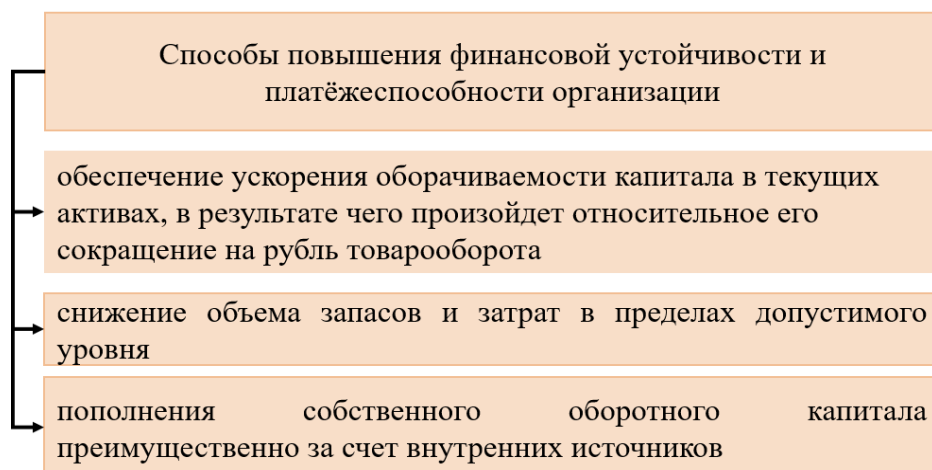 Способы повышения финансовой устойчивости и
платёжеспособности организации
обеспечение ускорения оборачиваемости капитала в текущих
активах, в результате чего произойдет относительное его
сокращение на рубль товарооборота
снижение объема запасов и затрат в пределах допустимого
уровня
пополнения собственного оборотного капитала
преимущественно за счет внутренних источников